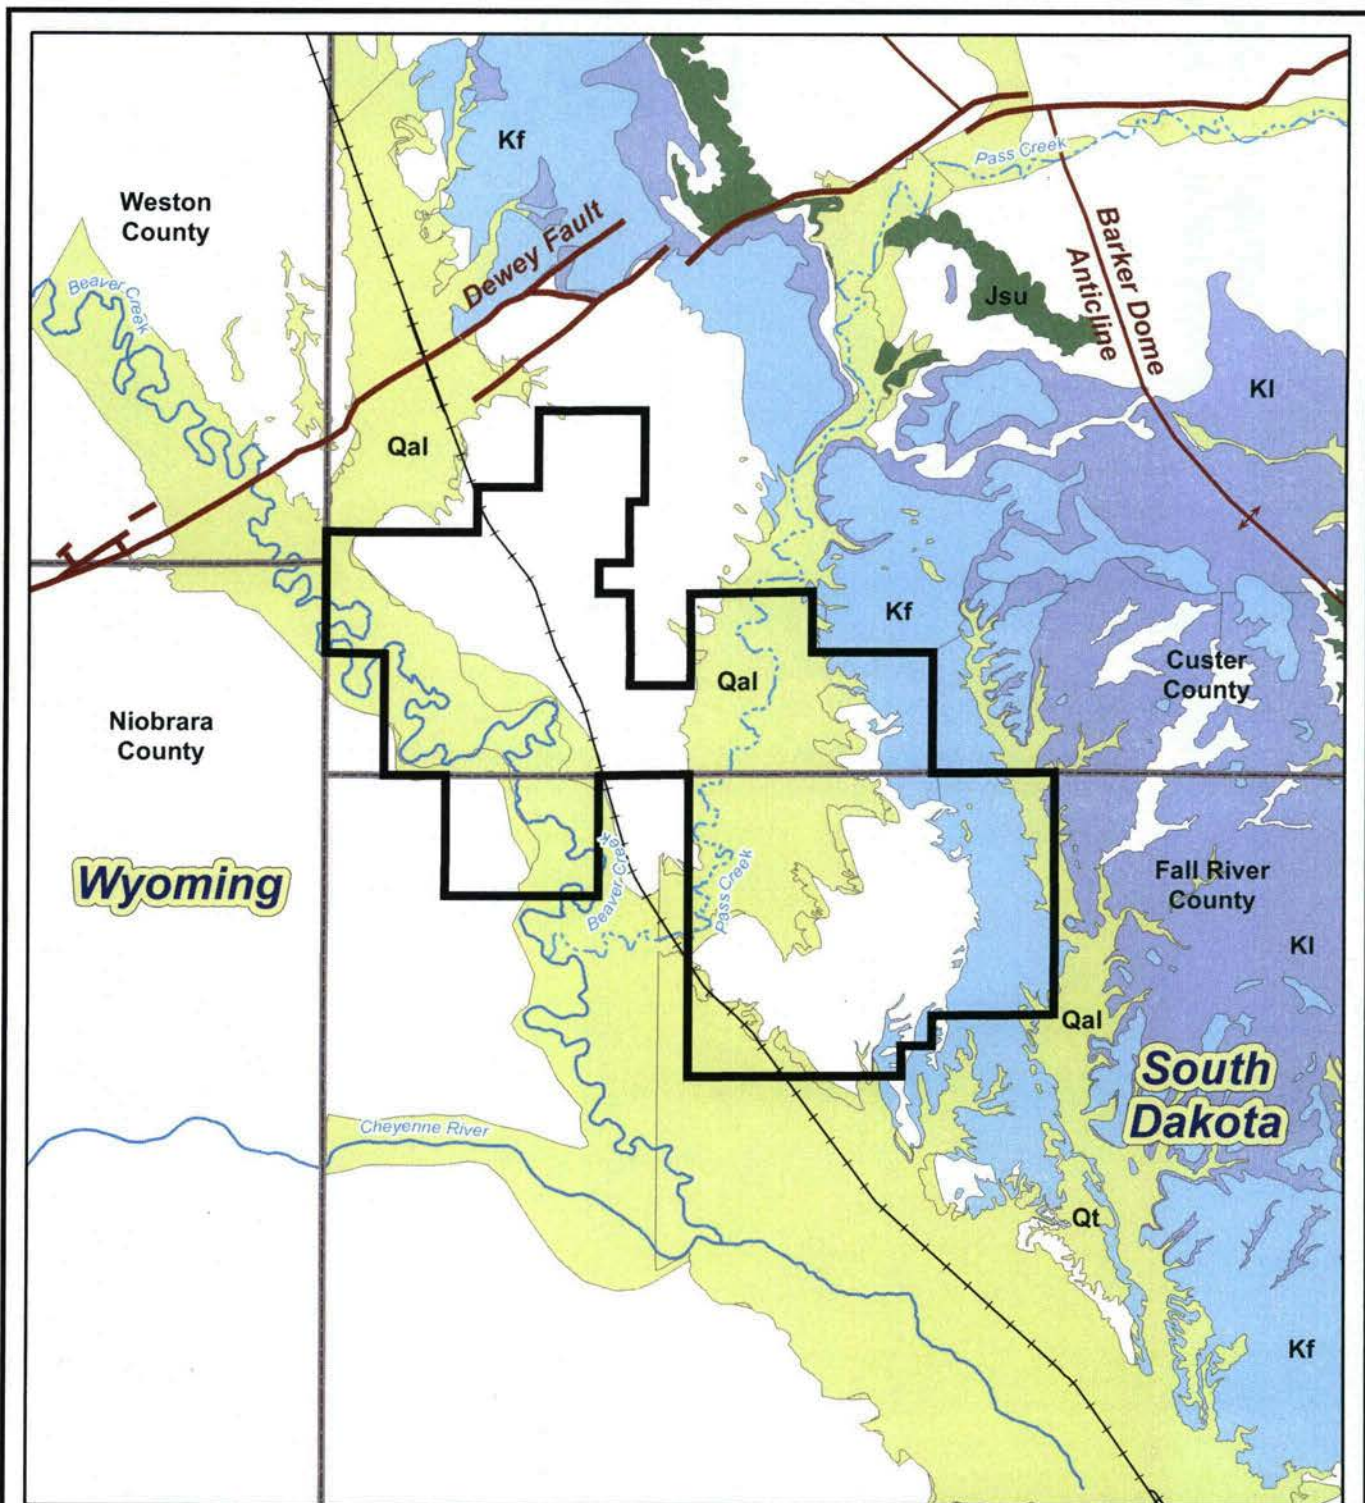 Kf
Pass Creek
Weston
County
Dewey Fault
Barker Dome
Anticline
Beaver Creek
Jsu
Kl
Qal
Kf
Custer
County
Qal
Niobrara
County
Wyoming
Beaver Creek
Pass Creek
Fall River
County
Kl
Qal
South
Dakota
Cheyenne River
Qt
Kf